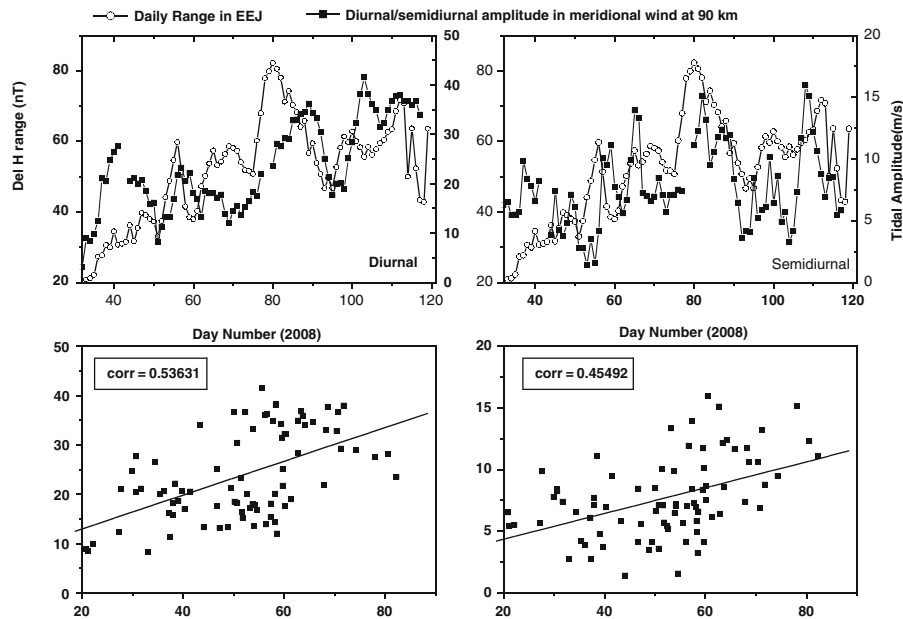 Daily Range in EEJ
Diurnal/semidiurnal amplitude in meridional wind at 90 km
Del H range (nT)
80
60
40
20
50
40
30
20
10
0
Diurnal
40 60 80 100 120
Day Number (2008)
80
60
40
20
20
15
10
5
0
Tidal Amplitude(m/s)
Semidiurnal
40 60 80 100 120
Day Number (2008)
50
40
30
20
10
0
corr = 0.53631
20 40 60 80
20
15
10
5
0
corr = 0.45492
20 40 60 80